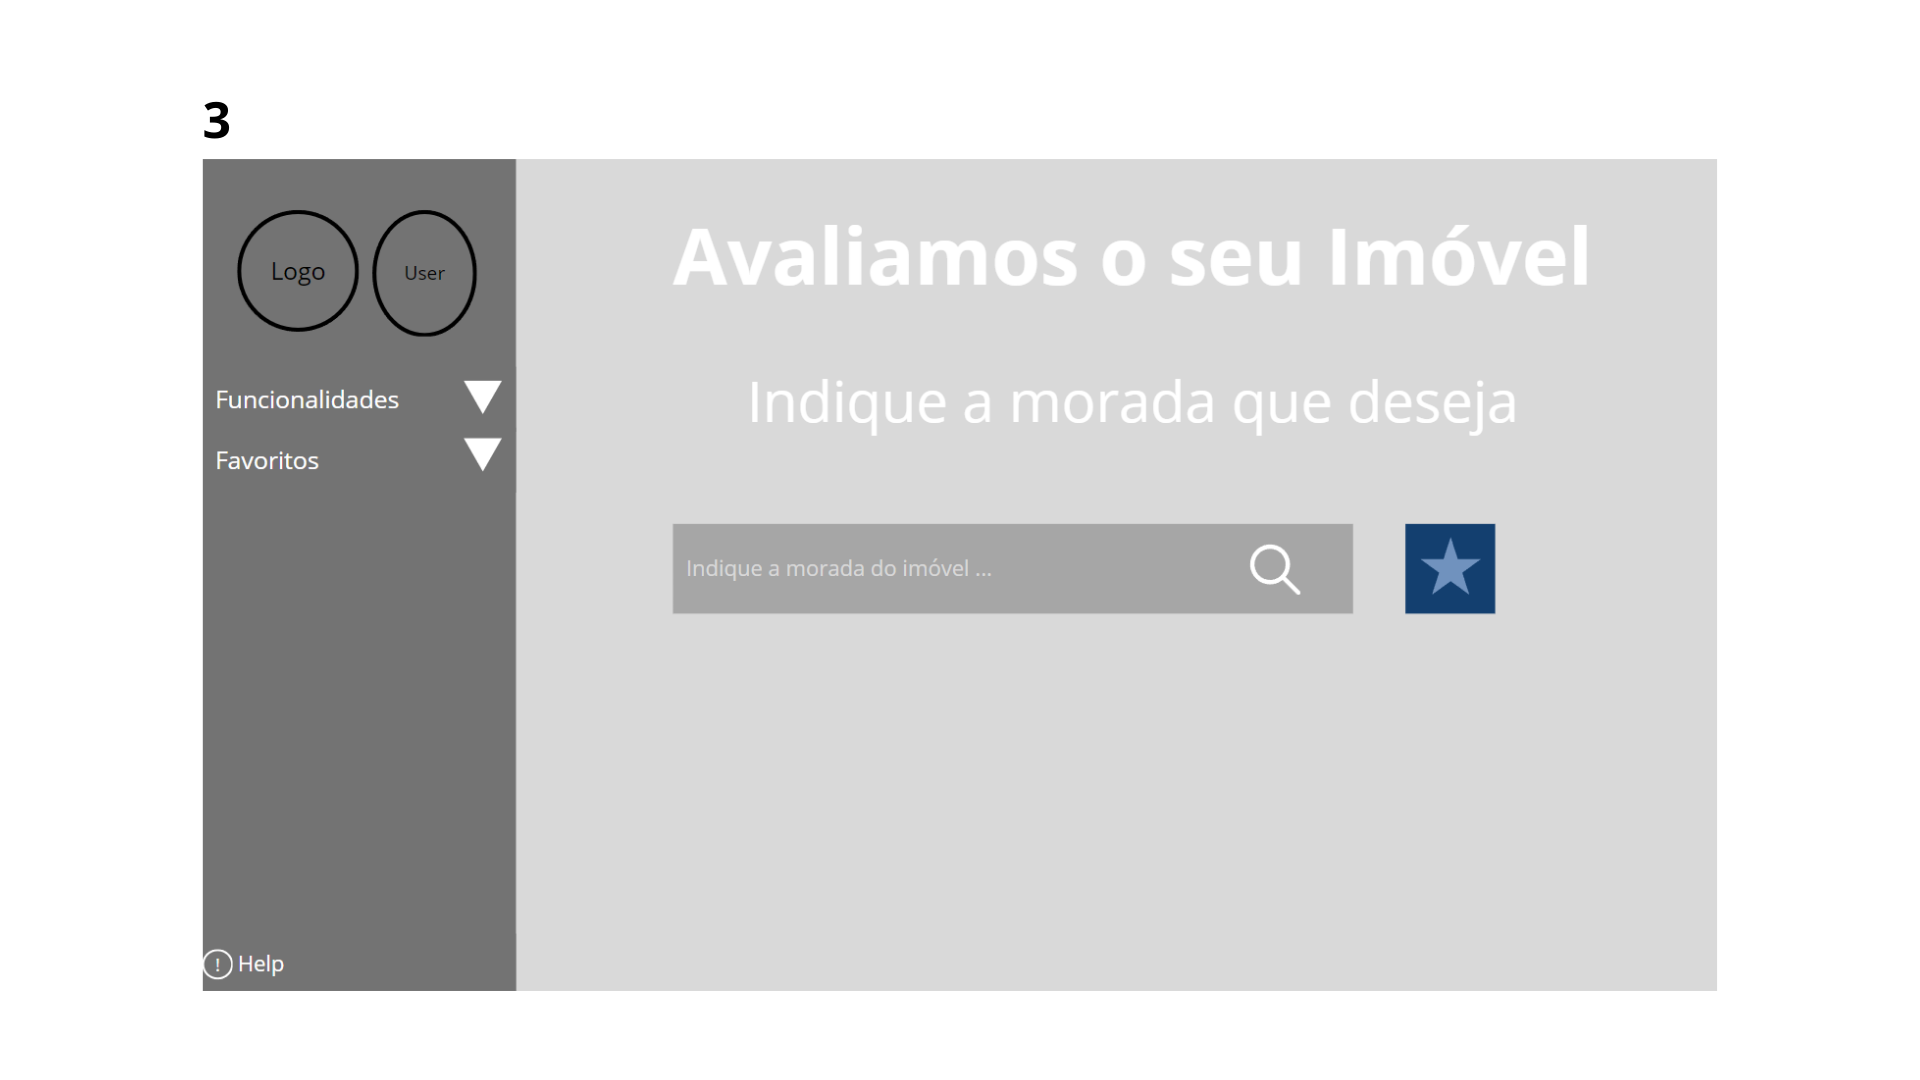 3
Logo
User
Funcionalidades
Favoritos
! Help
Avaliamos o seu Imóvel
Indique a morada que deseja
Indique a morada do imóvel ...